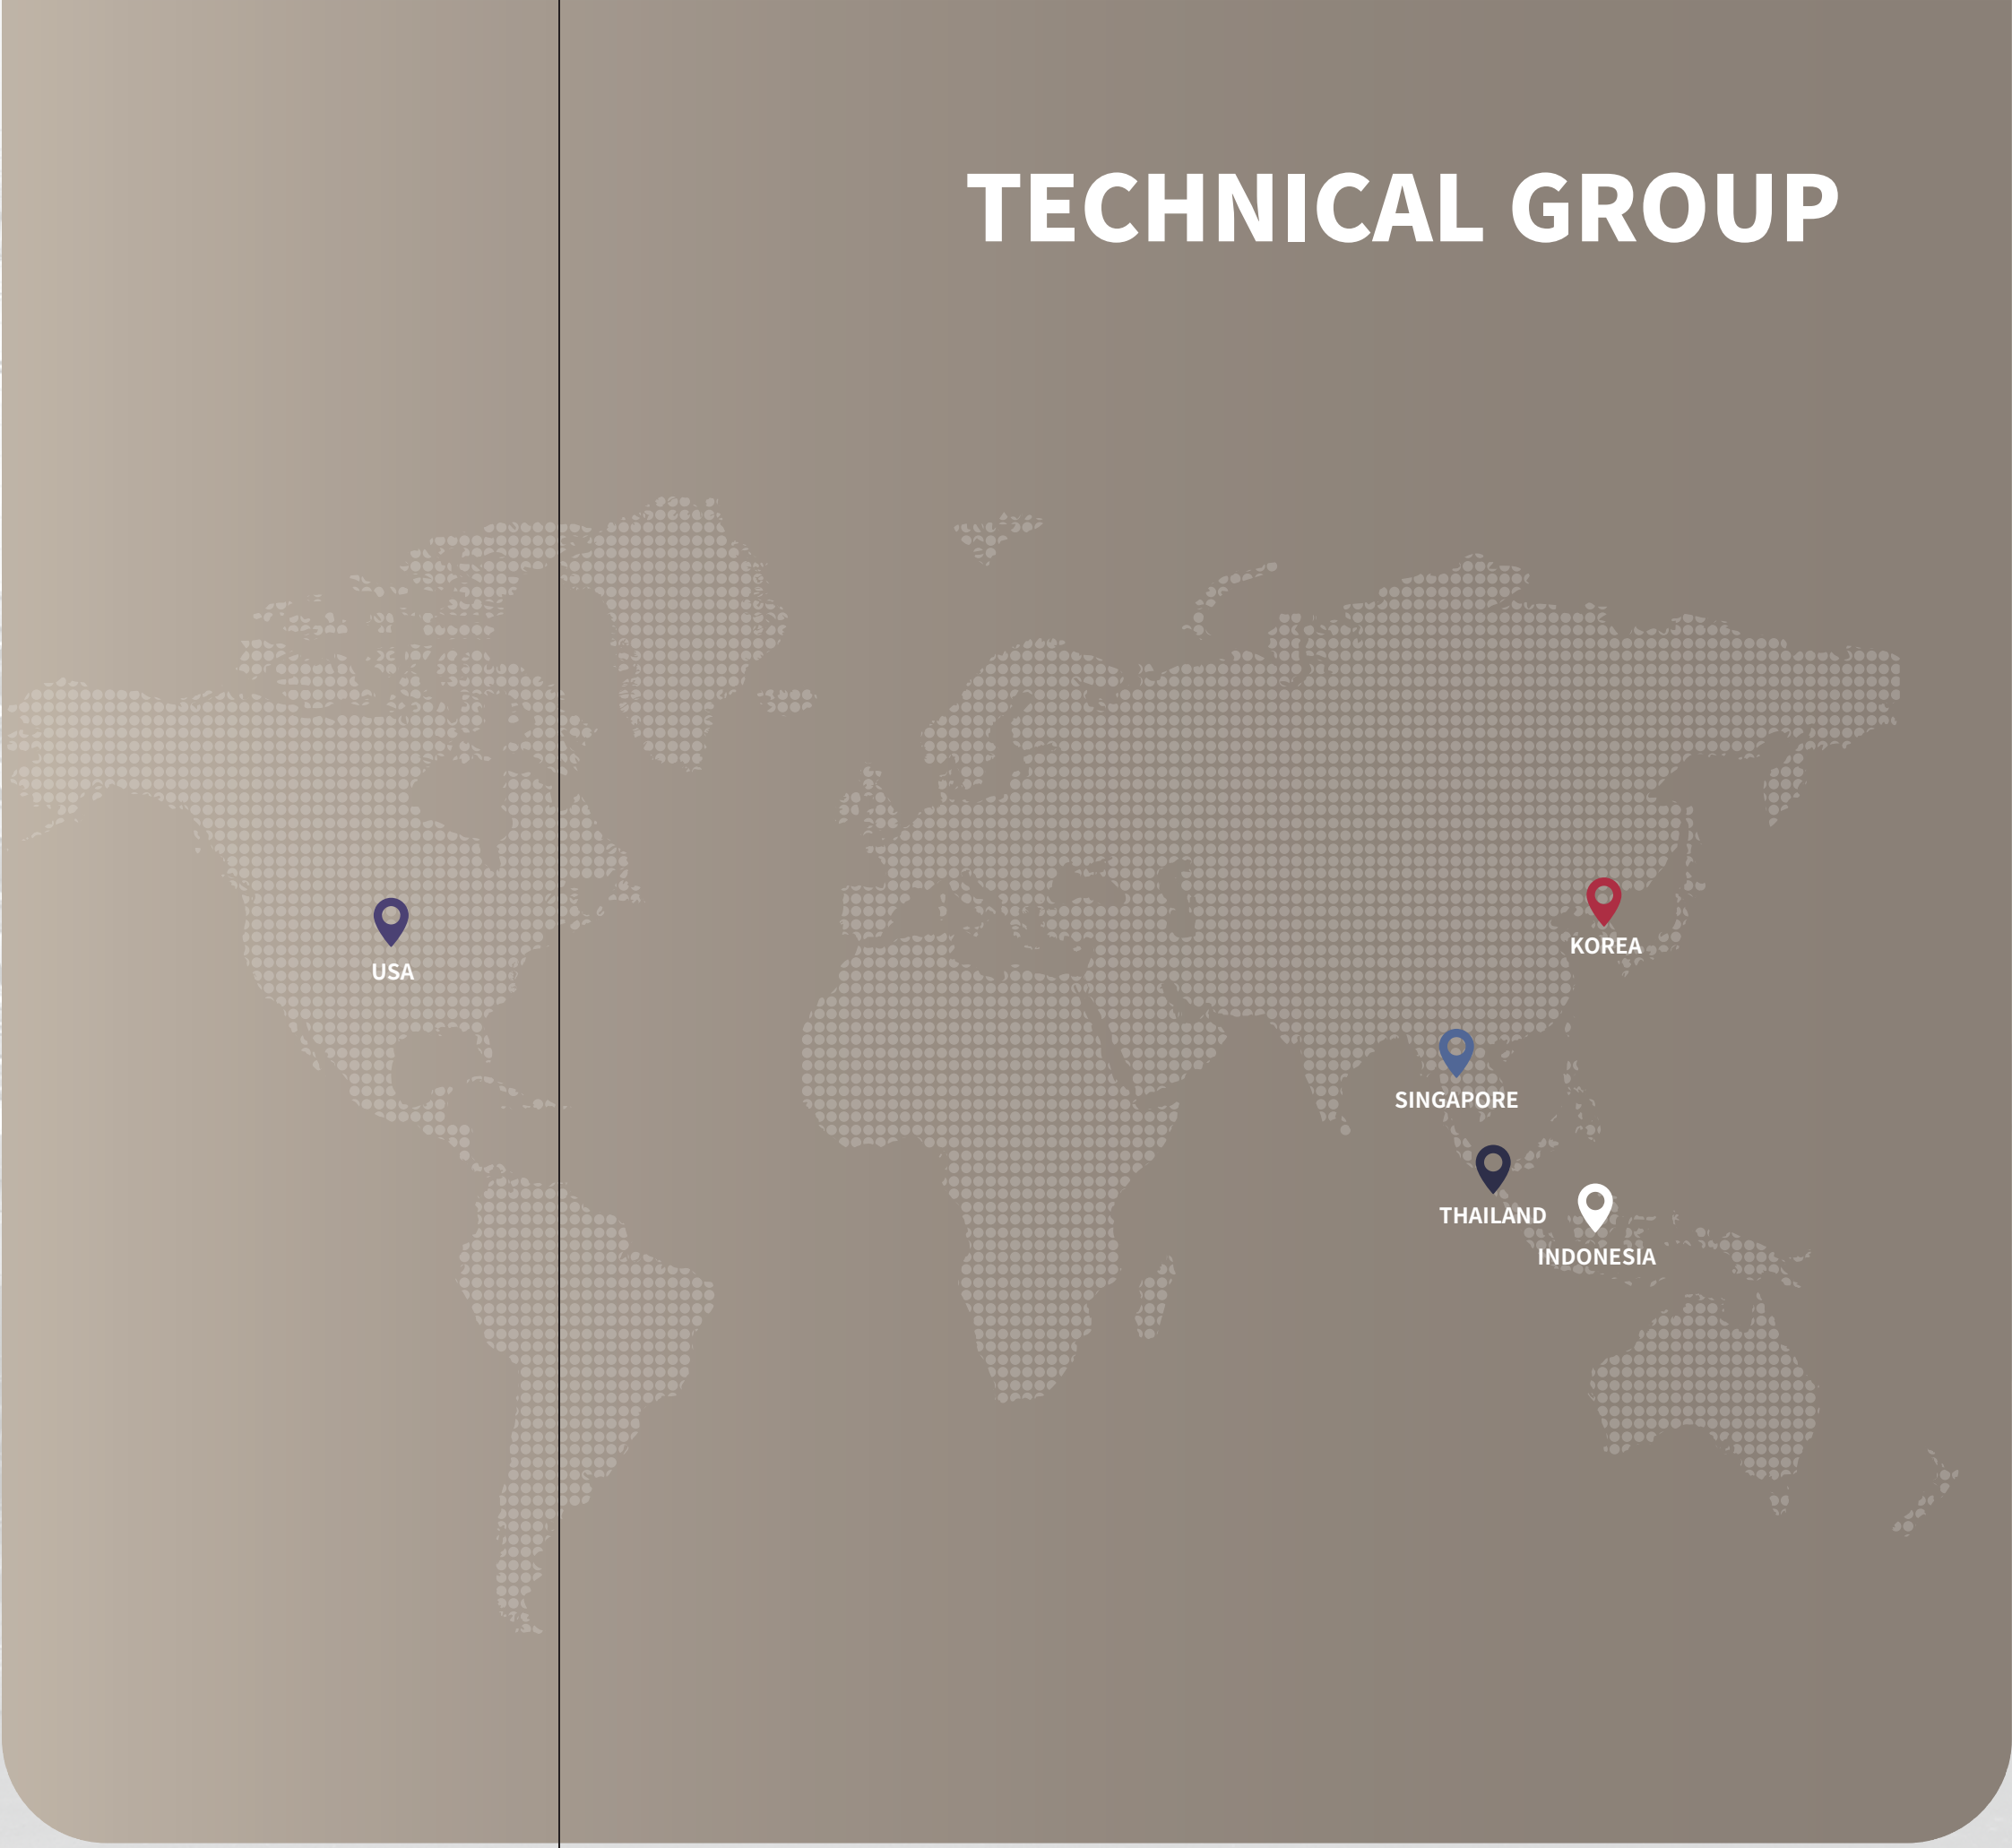 TECHNICAL GROUP
KOREA
USA
SINGAPORE
THAILAND
INDONESIA